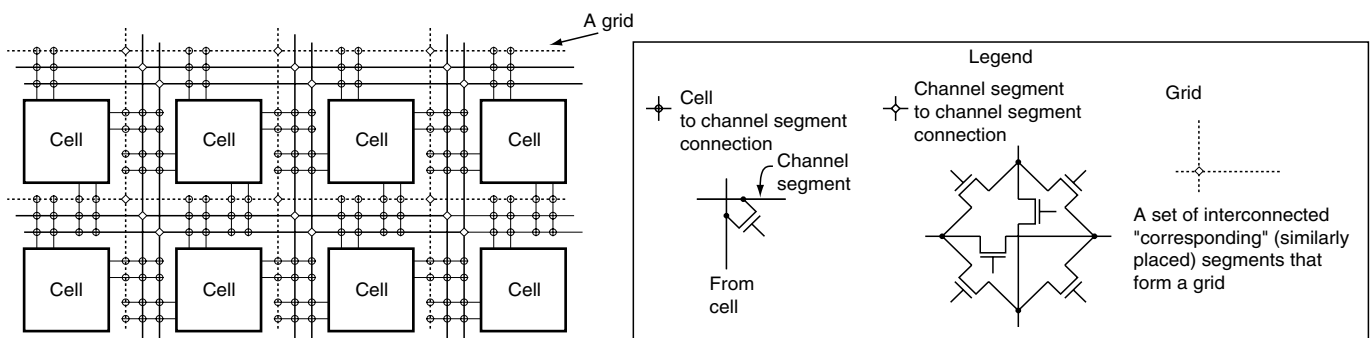 A grid
Cell
Cell
Cell
Cell
Cell
Cell
Cell
Cell
Legend
Cell
to channel segment
connection
Channel
segment
From
cell
Channel segment
to channel segment
connection
Grid
A set of interconnected
"corresponding" (similarly
placed) segments that
form a grid